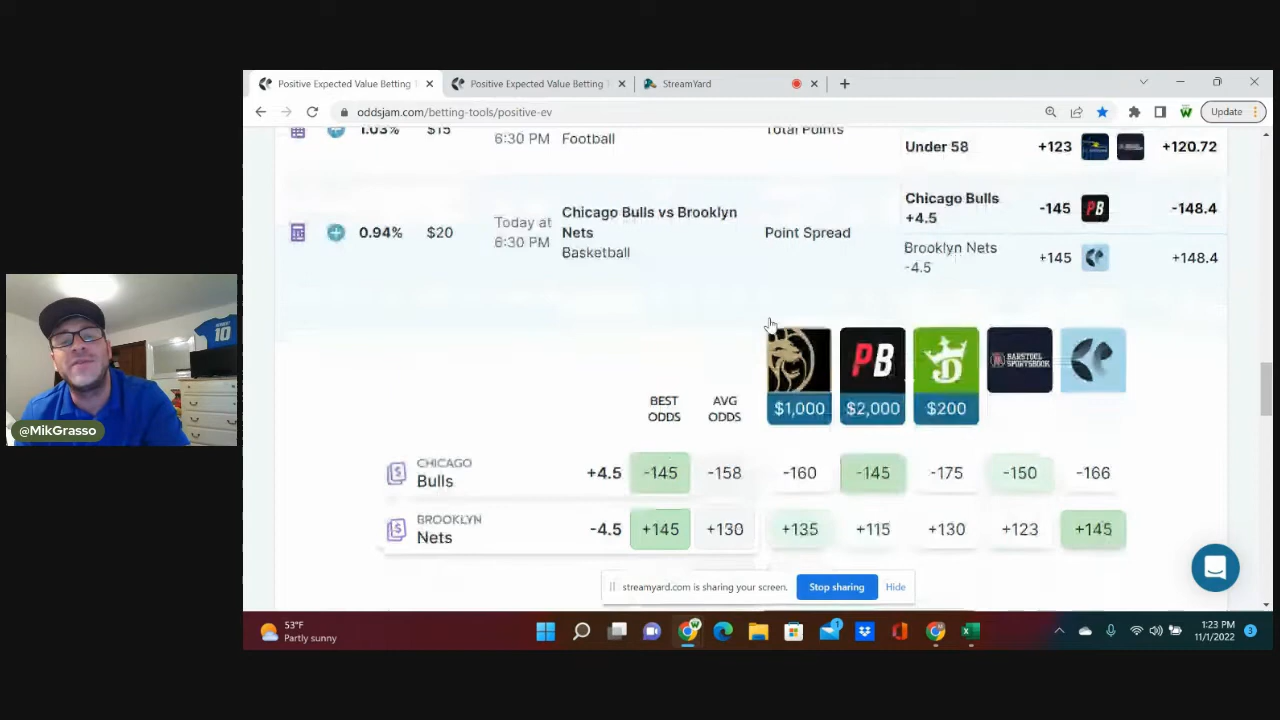 Positive Expected Value Betting T
Positive Expected Value Betting T
StreamYard
oddsjam.com/betting-tools/positive-ev
Update
1.03% $15 6:30 PM Football Total Points Under 58 +123 +120.72
Today at
6:30 PM
0.94% $20
Chicago Bulls vs Brooklyn
Nets
Basketball
Point Spread
Chicago Bulls
+4.5
-145 PB -148.4
Brooklyn Nets
-4.5
+145 +148.4
PB
BARSTOOL
SPORTSBOOK
BEST
ODDS
AVG
ODDS
$1,000 $2,000 $200
CHICAGO
Bulls
+4.5 -145 -158 -160 -145 -175 -150 -166
BROOKLYN
Nets
-4.5 +145 +130 +135 +115 +130 +123 +145
streamyard.com is sharing your screen. Stop sharing Hide
10
@MikGrasso
53°F
Partly sunny
1
1:23 PM
11/1/2022
3